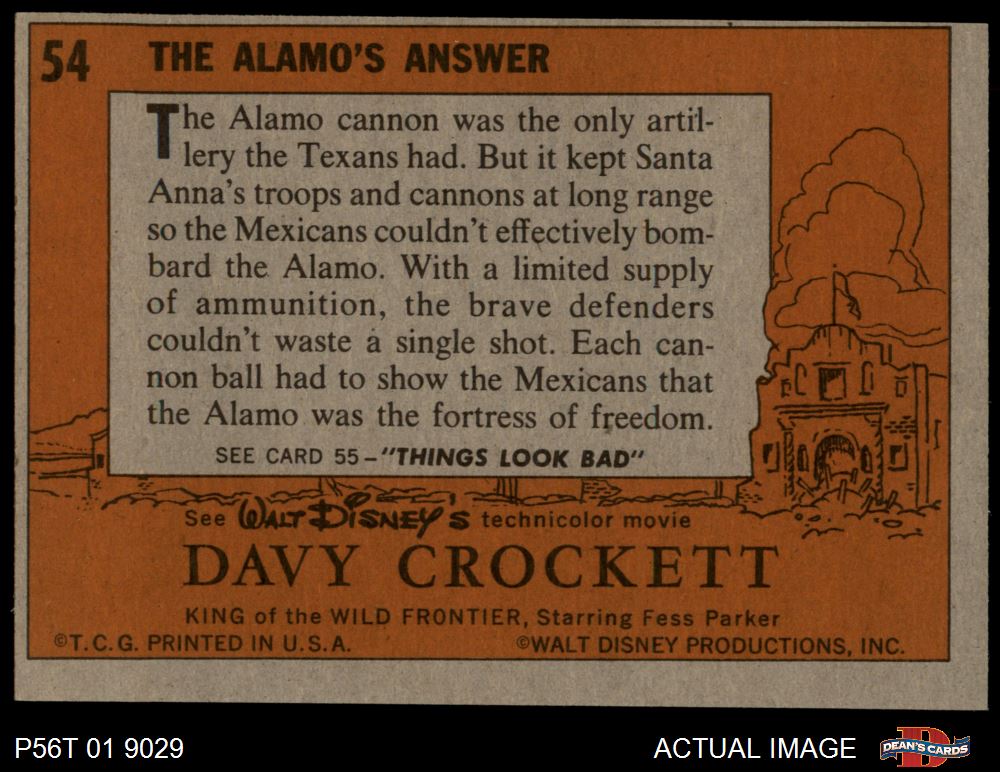 54 THE ALAMO'S ANSWER
The Alamo cannon was the only artil-
lery the Texans had. But it kept Santa
Anna's troops and cannons at long range
so the Mexicans couldn't effectively bom-
bard the Alamo. With a limited supply
of ammunition, the brave defenders
couldn't waste a single shot. Each can-
non ball had to show the Mexicans that
the Alamo was the fortress of freedom.
SEE CARD 55-"THINGS LOOK BAD"
See WALT DISNEY'S technicolor movie
DAVY CROCKETT
KING of the WILD FRONTIER, Starring Fess Parker
©T.C.G. PRINTED IN U.S.A. ©WALT DISNEY PRODUCTIONS, INC.
P56T 01 9029 ACTUAL IMAGE DEAN'S CARDS